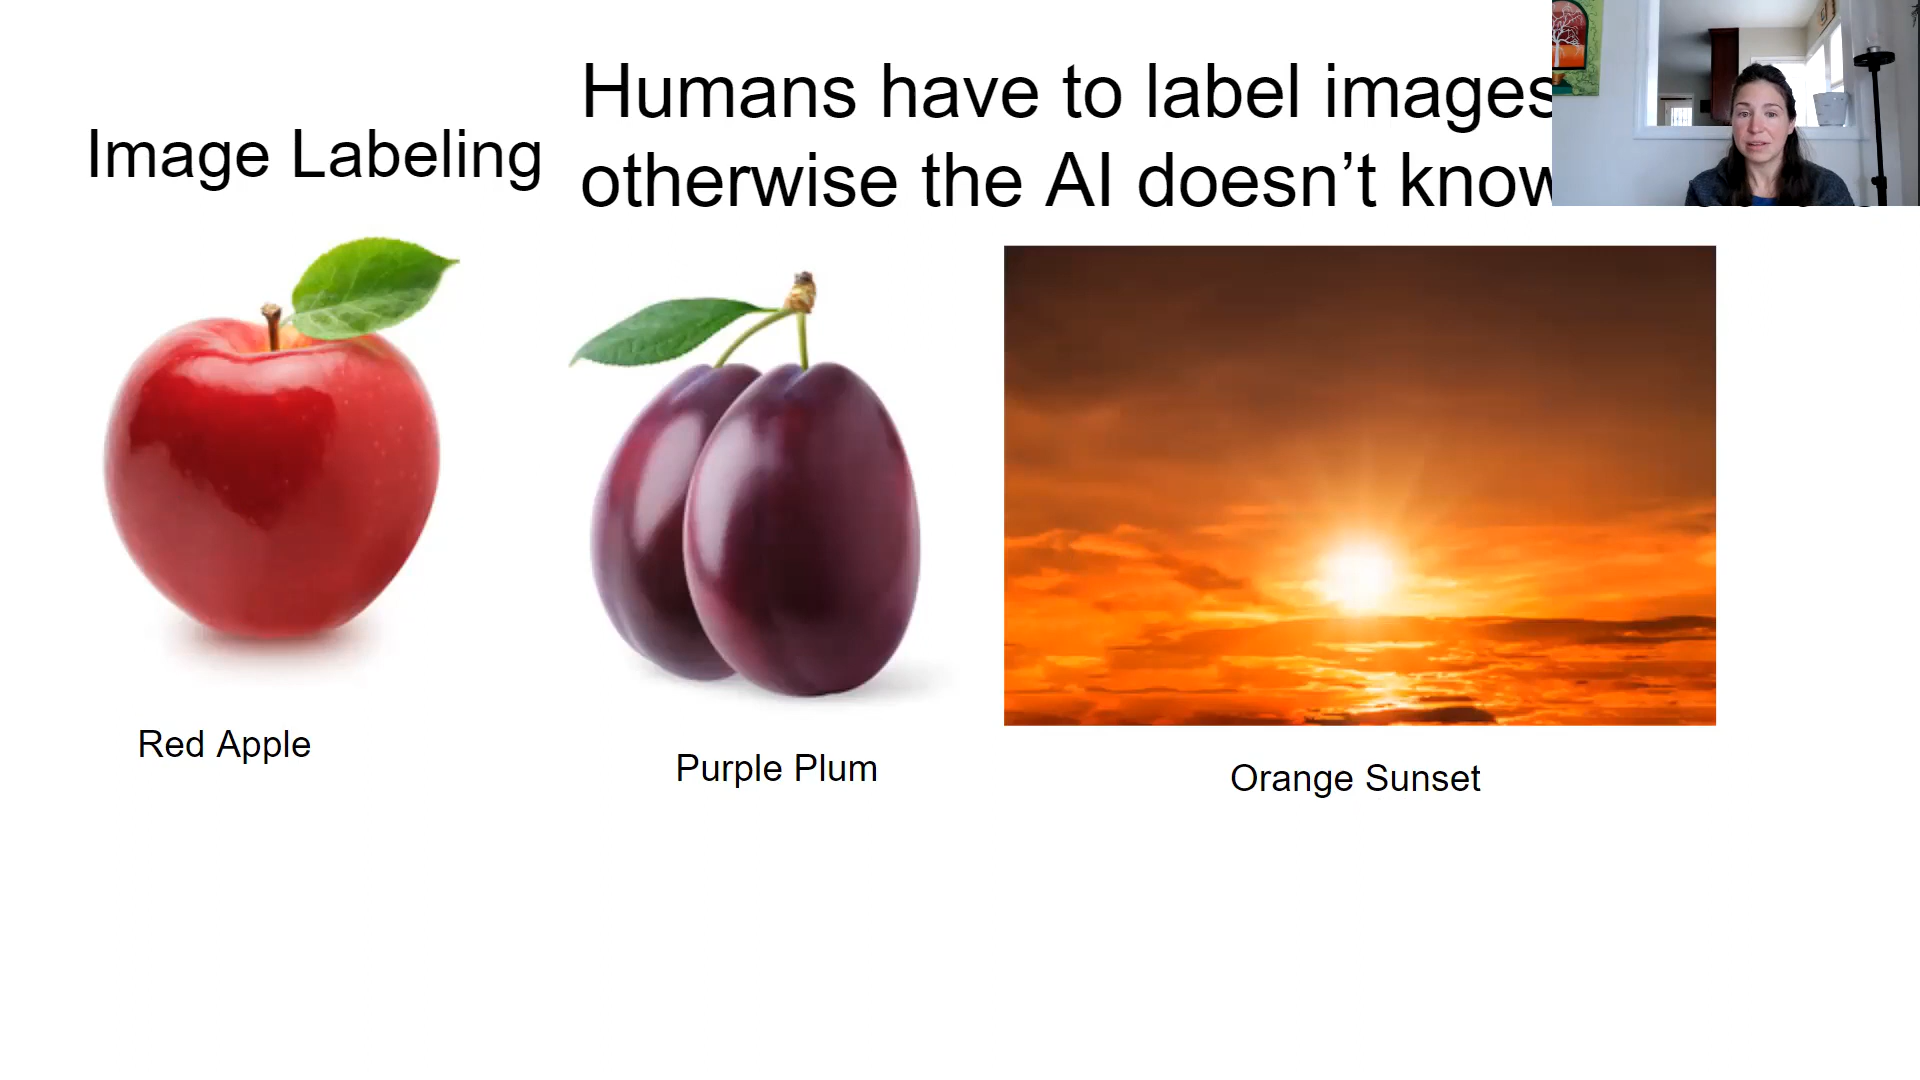 Image Labeling
Humans have to label images
otherwise the AI doesn’t know
Red Apple
Purple Plum
Orange Sunset